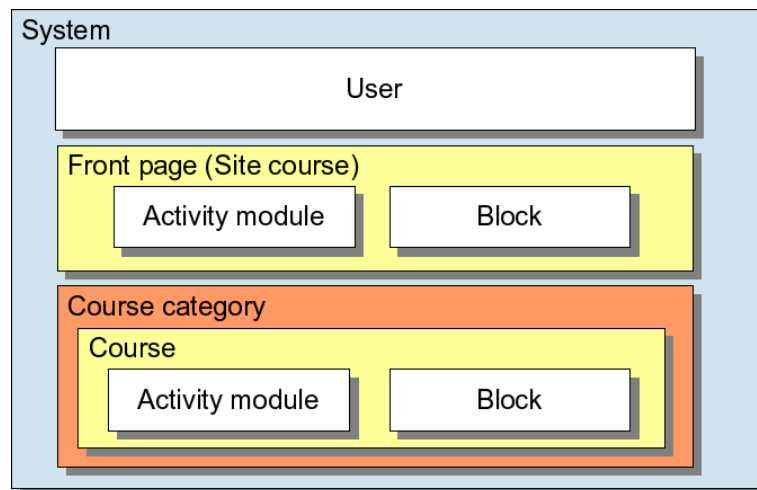 System
User
Front page (Site course)
Activity module
Block
Course category
Course
Activity module
Block